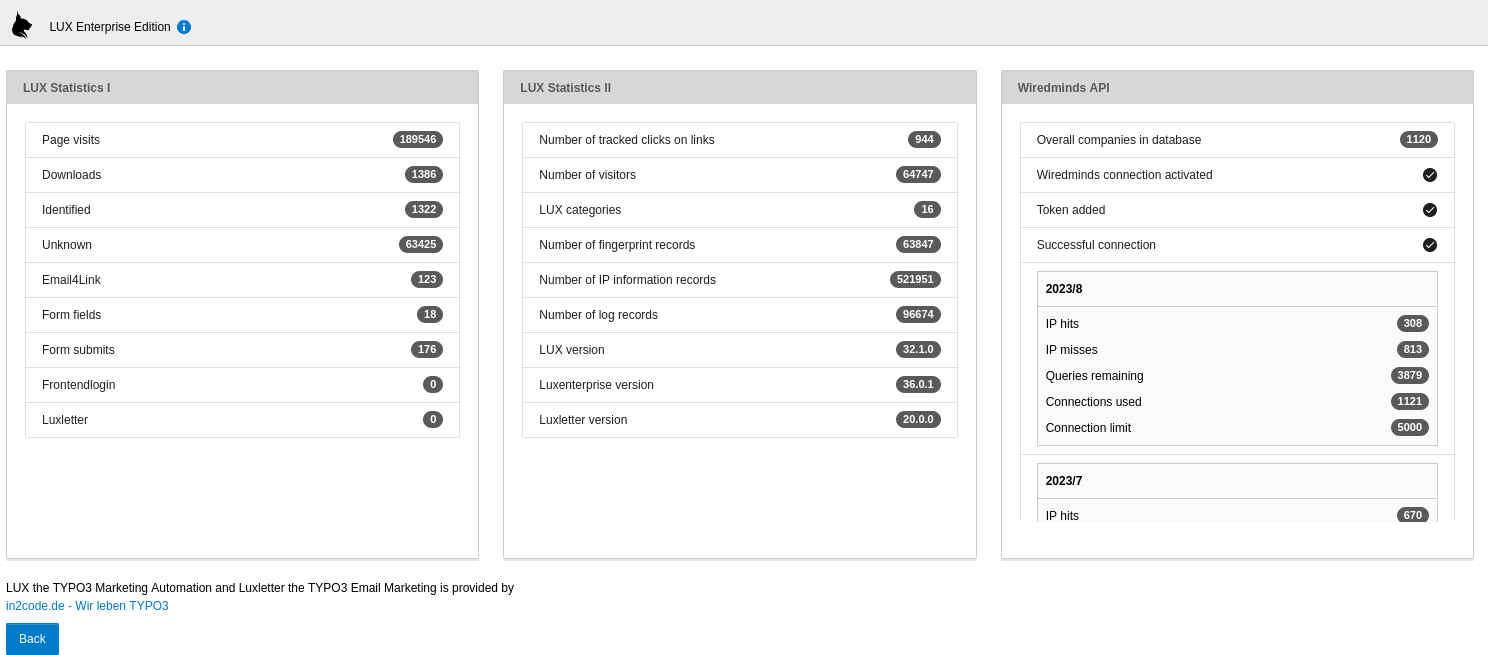 LUX Enterprise Edition
LUX Statistics I
Page visits 189546
Downloads 1386
Identified 1322
Unknown 63425
Email4Link 123
Form fields 18
Form submits 176
Frontendlogin 0
Luxletter 0
LUX Statistics II
Number of tracked clicks on links 944
Number of visitors 64747
LUX categories 16
Number of fingerprint records 63847
Number of IP information records 521951
Number of log records 96674
LUX version 32.1.0
Luxenterprise version 36.0.1
Luxletter version 20.0.0
Wiredminds API
Overall companies in database 1120
Wiredminds connection activated
Token added
Successful connection
2023/8
IP hits 308
IP misses 813
Queries remaining 3879
Connections used 1121
Connection limit 5000
2023/7
IP hits 670
LUX the TYPO3 Marketing Automation and Luxletter the TYPO3 Email Marketing is provided by
in2code.de - Wir leben TYPO3
Back